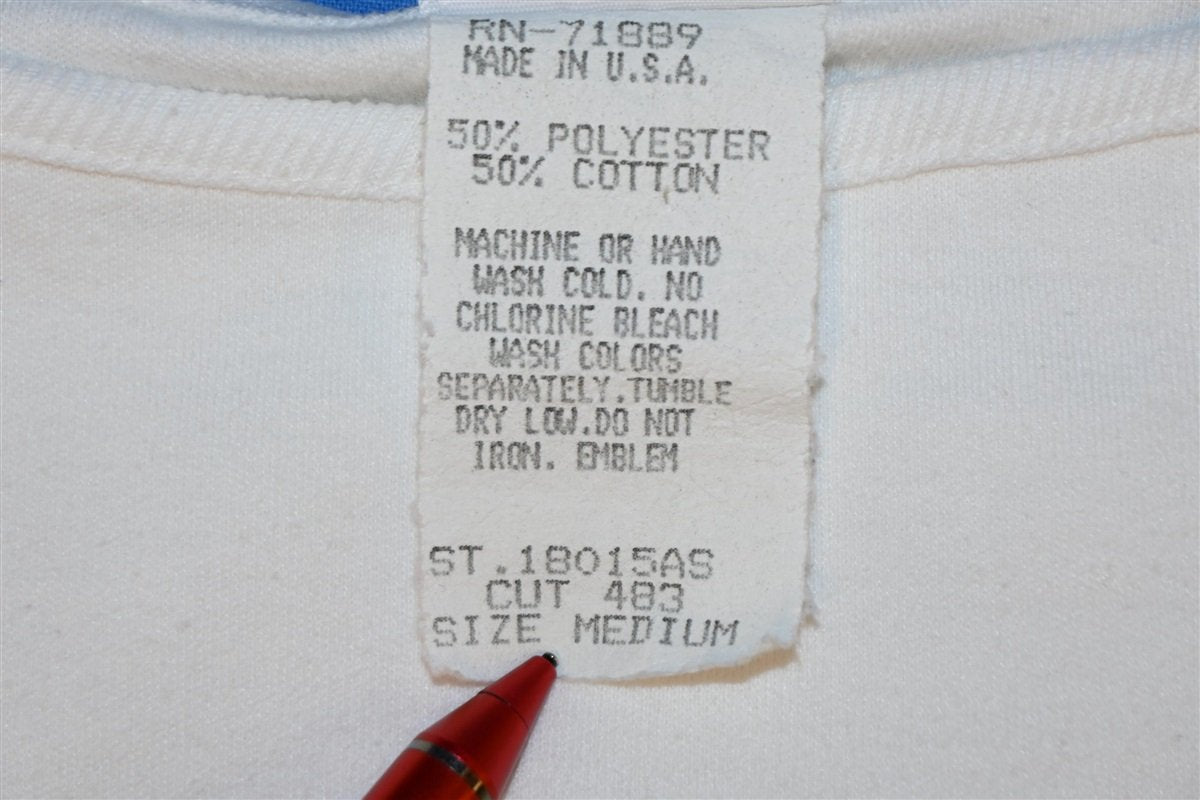 RN-71889
MADE IN U.S.A.
50% POLYESTER
50% COTTON
MACHINE OR HAND
WASH COLD. NO
CHLORINE BLEACH
WASH COLORS
SEPARATELY.TUMBLE
DRY LOW.DO NOT
IRON. EMBLEM
ST.18015AS
CUT 483
SIZE MEDIUM